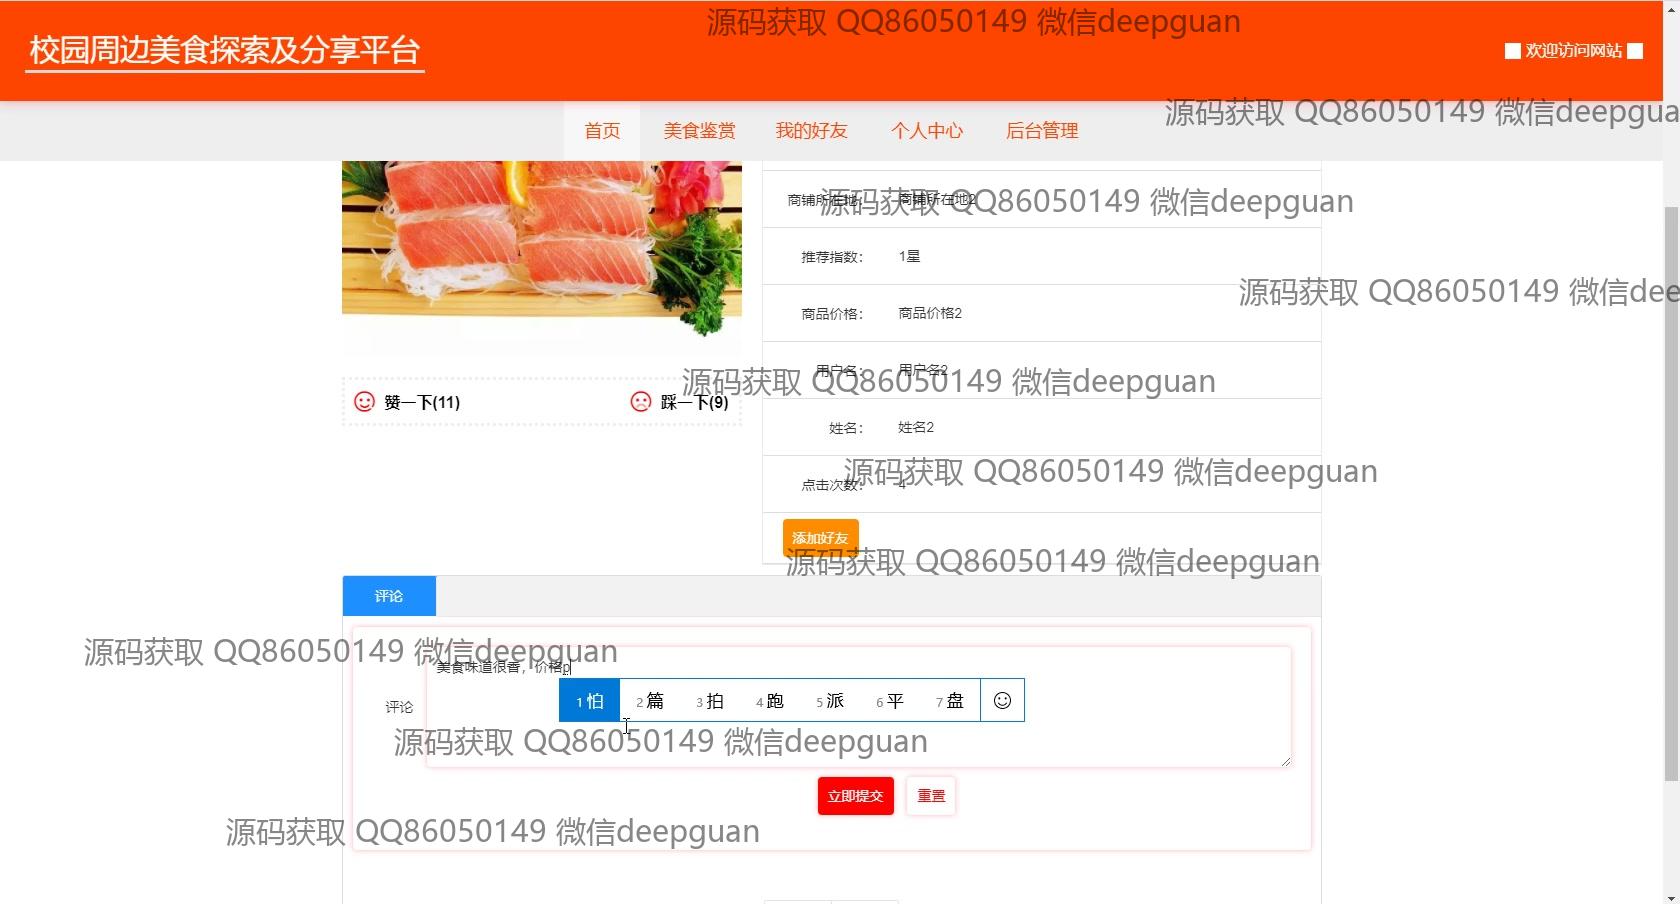 源码获取 QQ86050149 微信deepguan
校园周边美食探索及分享平台
欢迎访问网站
源码获取 QQ86050149 微信deepgua
首页 美食鉴赏 我的好友 个人中心 后台管理
商铺所在地： 商铺所在地2
源码获取 QQ86050149 微信deepguan
推荐指数： 1星
源码获取 QQ86050149 微信dee
商品价格： 商品价格2
用户名： 用户名2
源码获取 QQ86050149 微信deepguan
赞一下(11) 踩一下(9)
姓名： 姓名2
源码获取 QQ86050149 微信deepguan
点击次数： 4
添加好友
源码获取 QQ86050149 微信deepguan
评论
源码获取 QQ86050149 微信deepguan
美食味道很香，价格p
1 怕 2 篇 3 拍 4 跑 5 派 6 平 7 盘
评论
源码获取 QQ86050149 微信deepguan
立即提交 重置
源码获取 QQ86050149 微信deepguan